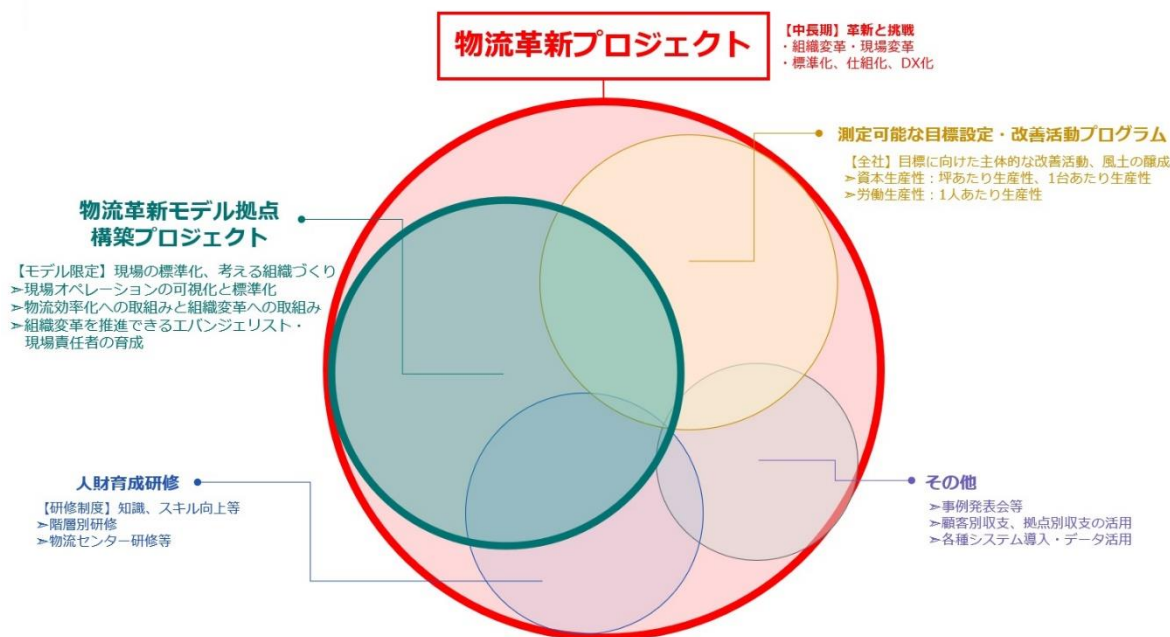 物流革新プロジェクト
【中長期】革新と挑戦
・組織変革・現場変革
・標準化、仕組化、DX化
測定可能な目標設定・改善活動プログラム
【全社】目標に向けた主体的な改善活動、風土の醸成
➣資本生産性：坪あたり生産性、1台あたり生産性
➣労働生産性：1人あたり生産性
物流革新モデル拠点
構築プロジェクト
【モデル限定】現場の標準化、考える組織づくり
➣現場オペレーションの可視化と標準化
➣物流効率化への取組みと組織変革への取組み
➣組織変革を推進できるエバンジェリスト・
現場責任者の育成
人財育成研修
【研修制度】知識、スキル向上等
➣階層別研修
➣物流センター研修等
その他
➣事例発表会等
➣顧客別収支、拠点別収支の活用
➣各種システム導入・データ活用